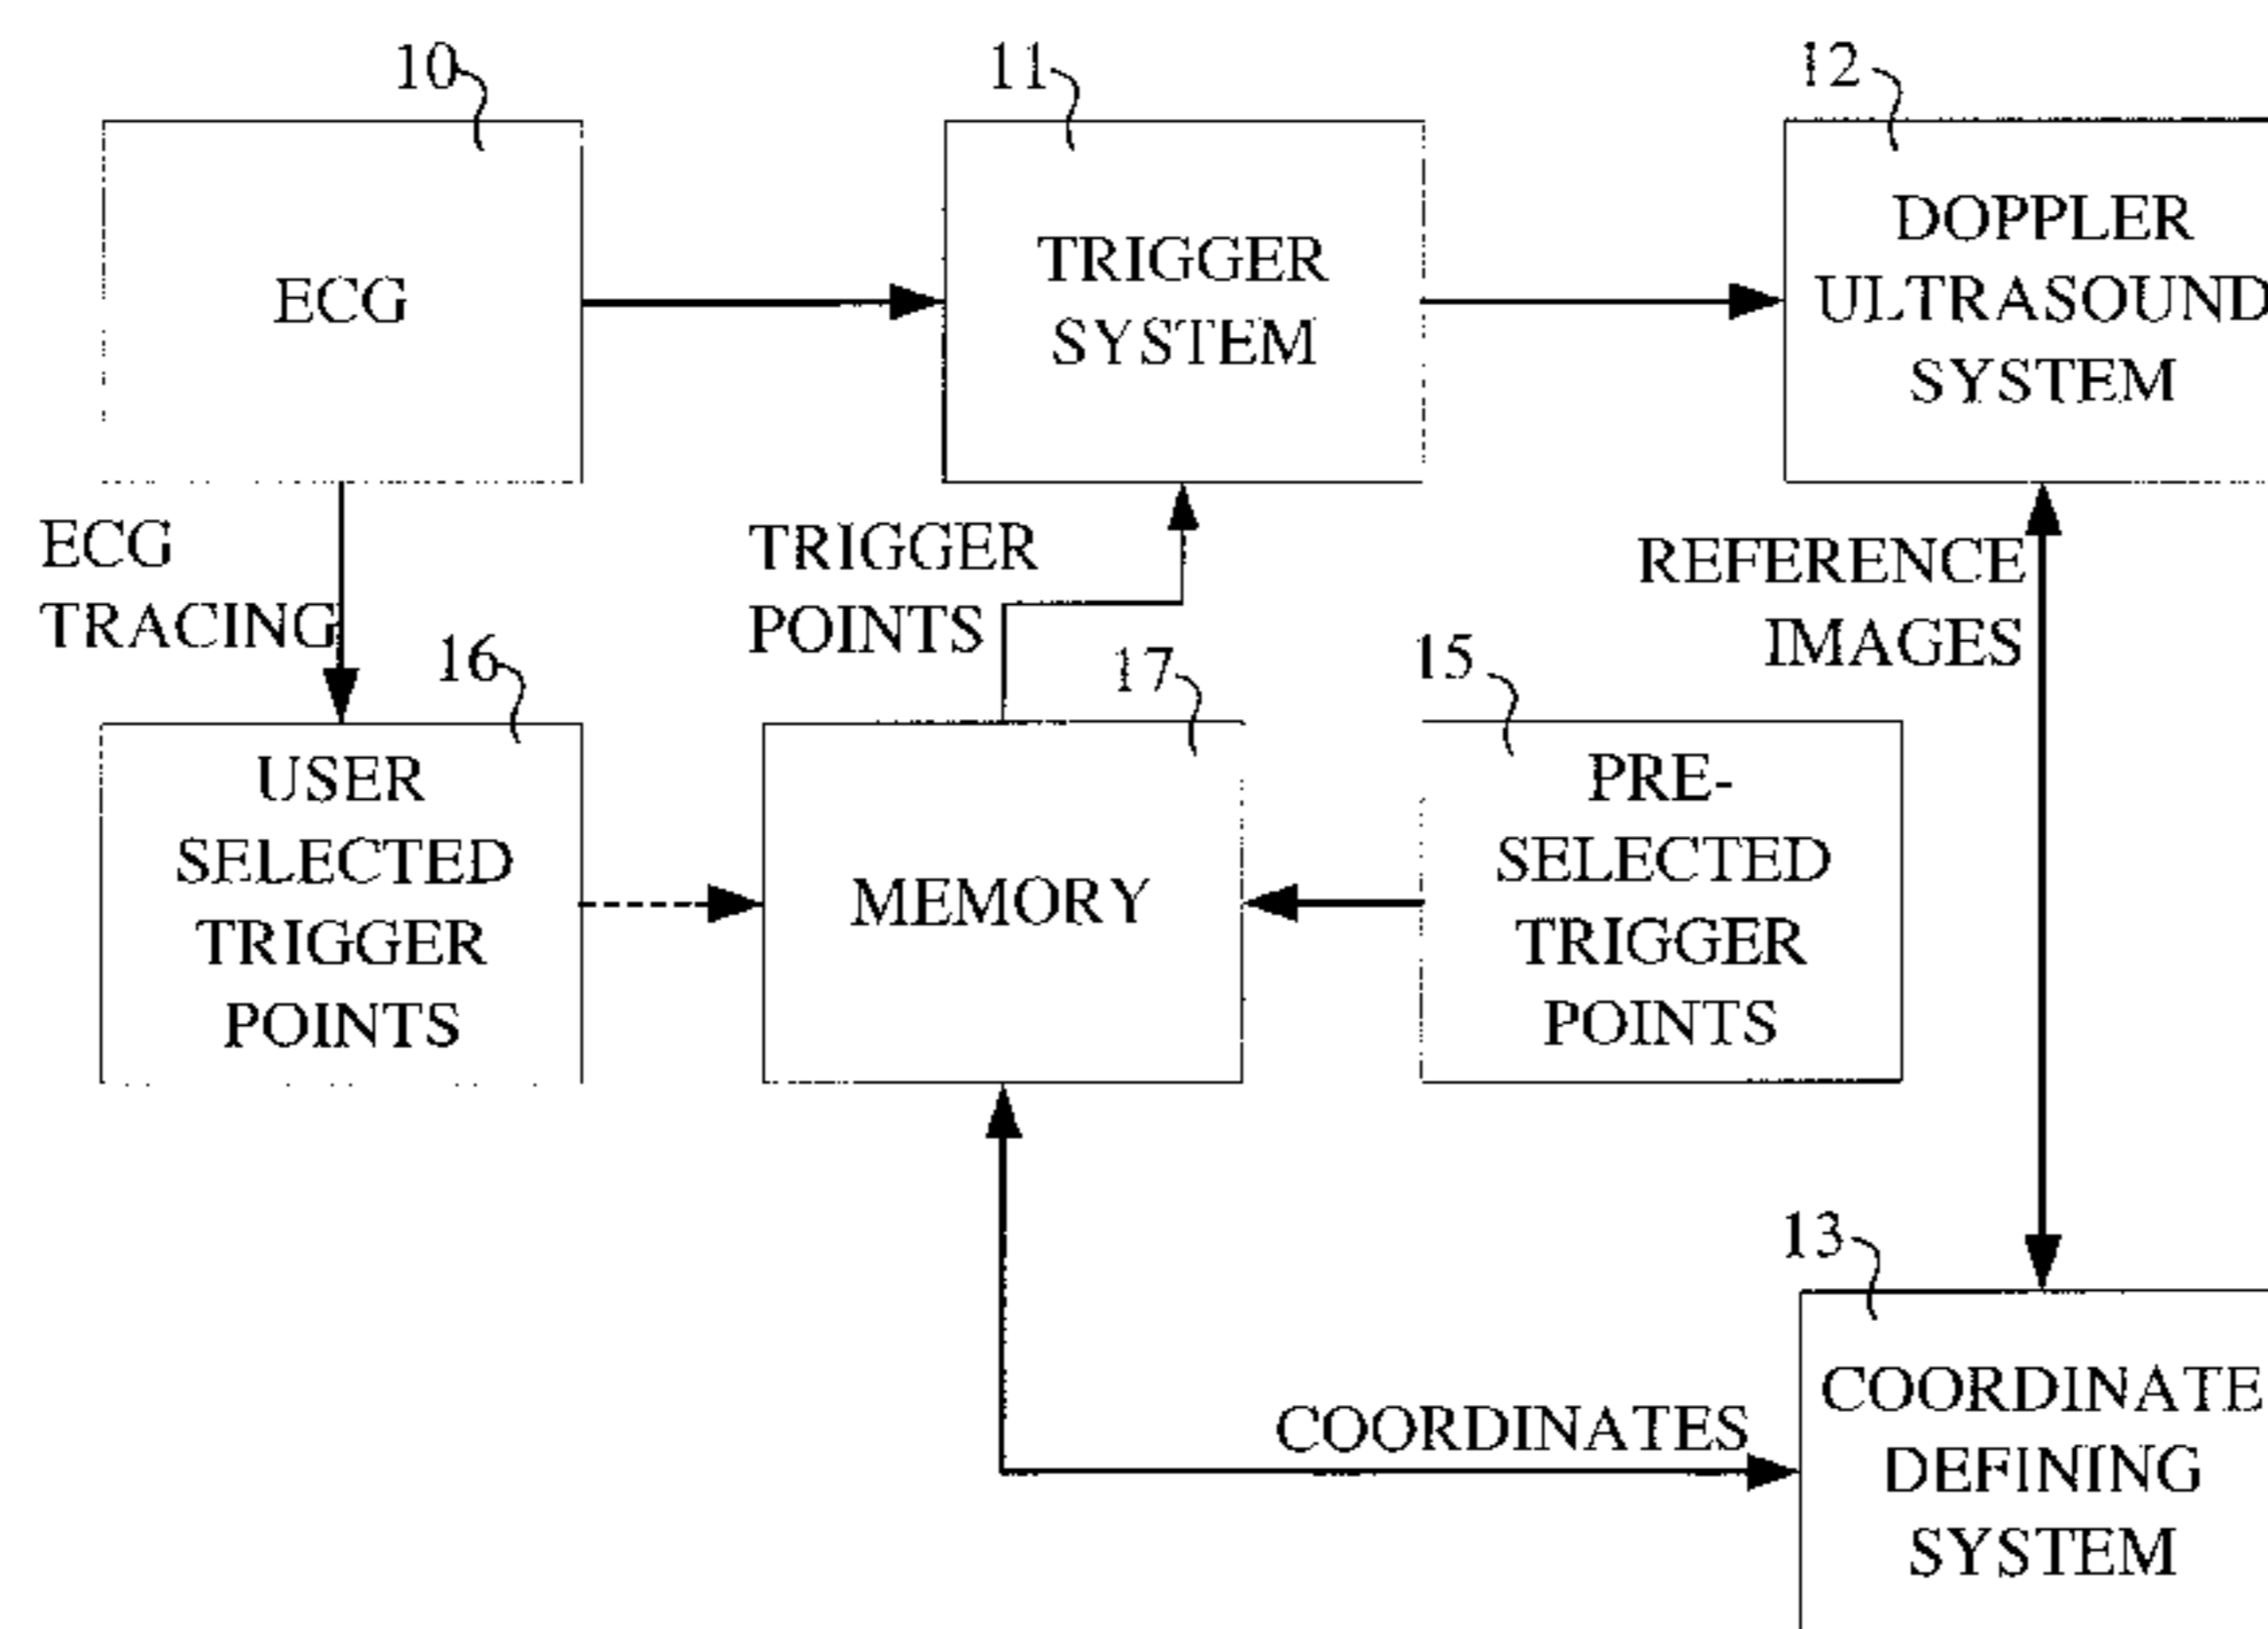 10
11
12
ECG
TRIGGER
SYSTEM
DOPPLER
ULTRASOUND
SYSTEM
ECG
TRACING
TRIGGER
POINTS
REFERENCE
IMAGES
16
17
15
USER
SELECTED
TRIGGER
POINTS
MEMORY
PRE-
SELECTED
TRIGGER
POINTS
13
COORDINATES
COORDINATE
DEFINING
SYSTEM